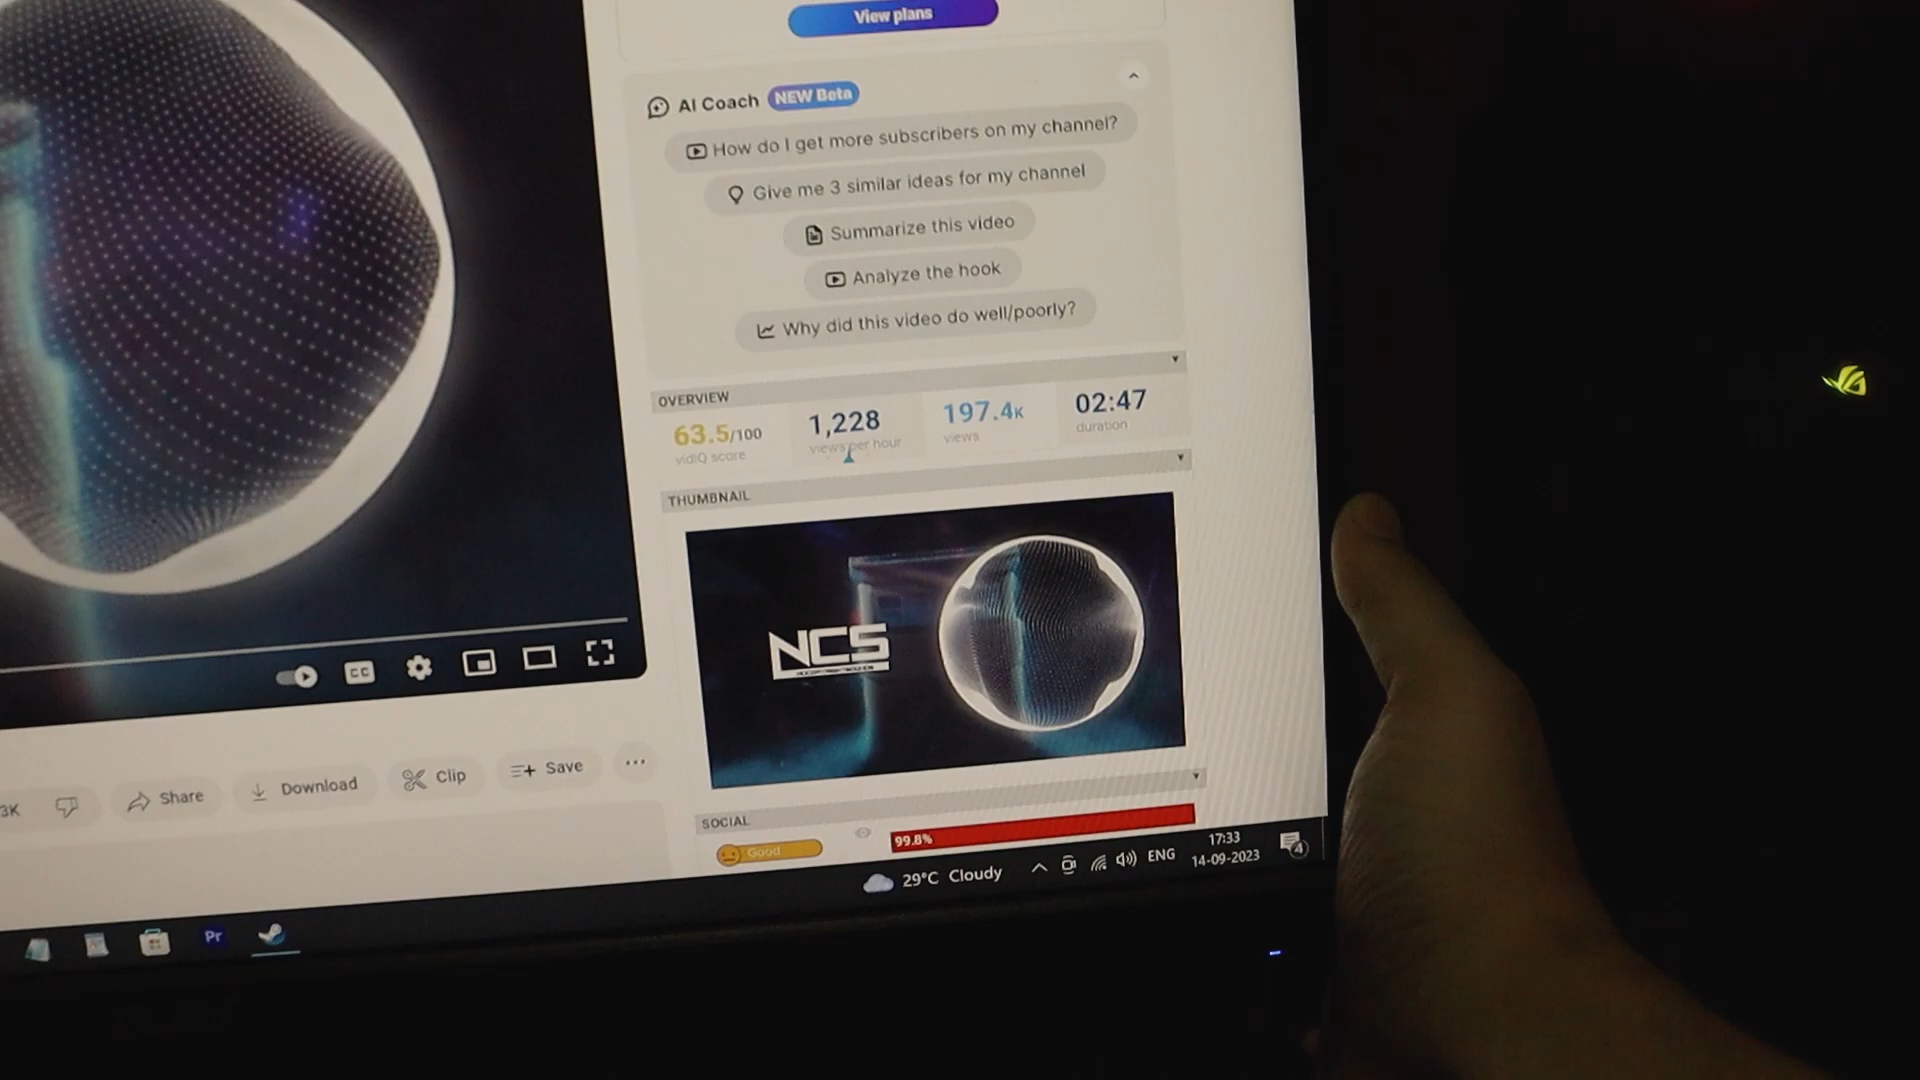 View plans
AI Coach NEW Beta
How do I get more subscribers on my channel?
Give me 3 similar ideas for my channel
Summarize this video
Analyze the hook
Why did this video do well/poorly?
OVERVIEW
63.5/100
vidIQ score
1,228
views per hour
197.4K
views
02:47
duration
THUMBNAIL
NCS
CC
3K
Share
Download
Clip
Save
SOCIAL
Good
99.8%
29°C Cloudy
ENG
17:33
14-09-2023
4
Pr